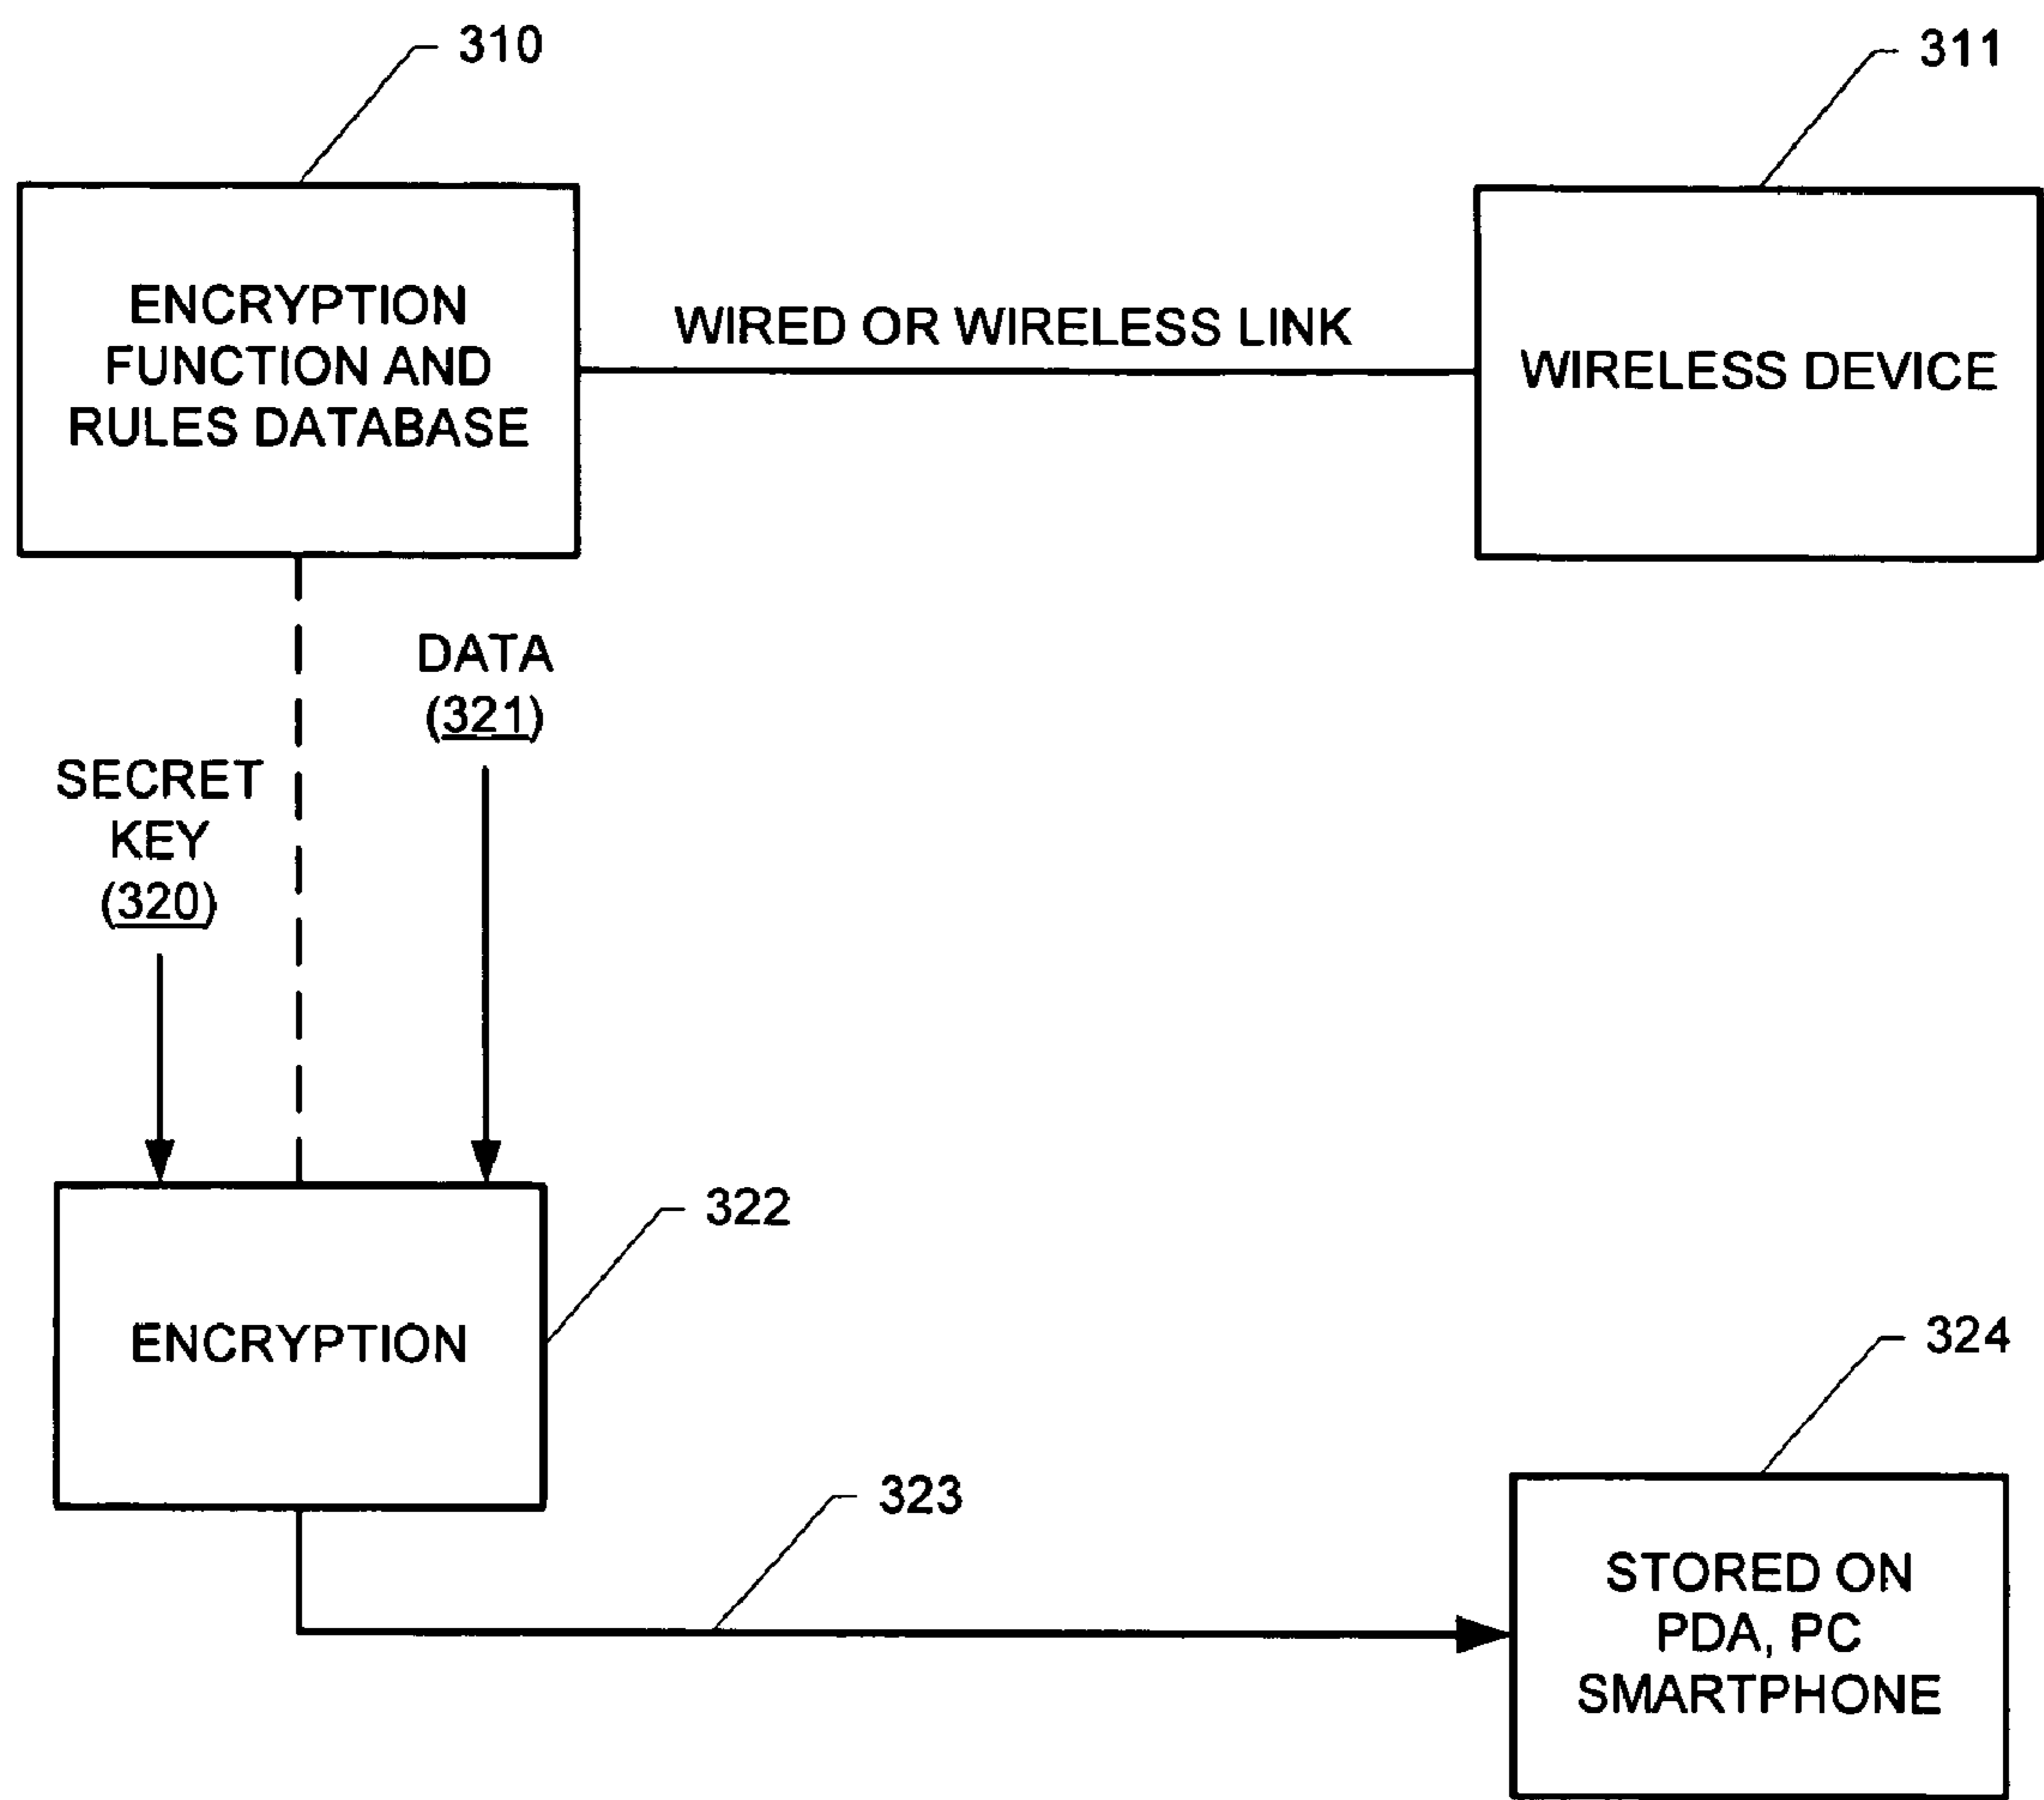 310
311
ENCRYPTION
FUNCTION AND
RULES DATABASE
WIRED OR WIRELESS LINK
WIRELESS DEVICE
DATA
(321)
SECRET
KEY
(320)
322
ENCRYPTION
324
323
STORED ON
PDA, PC
SMARTPHONE